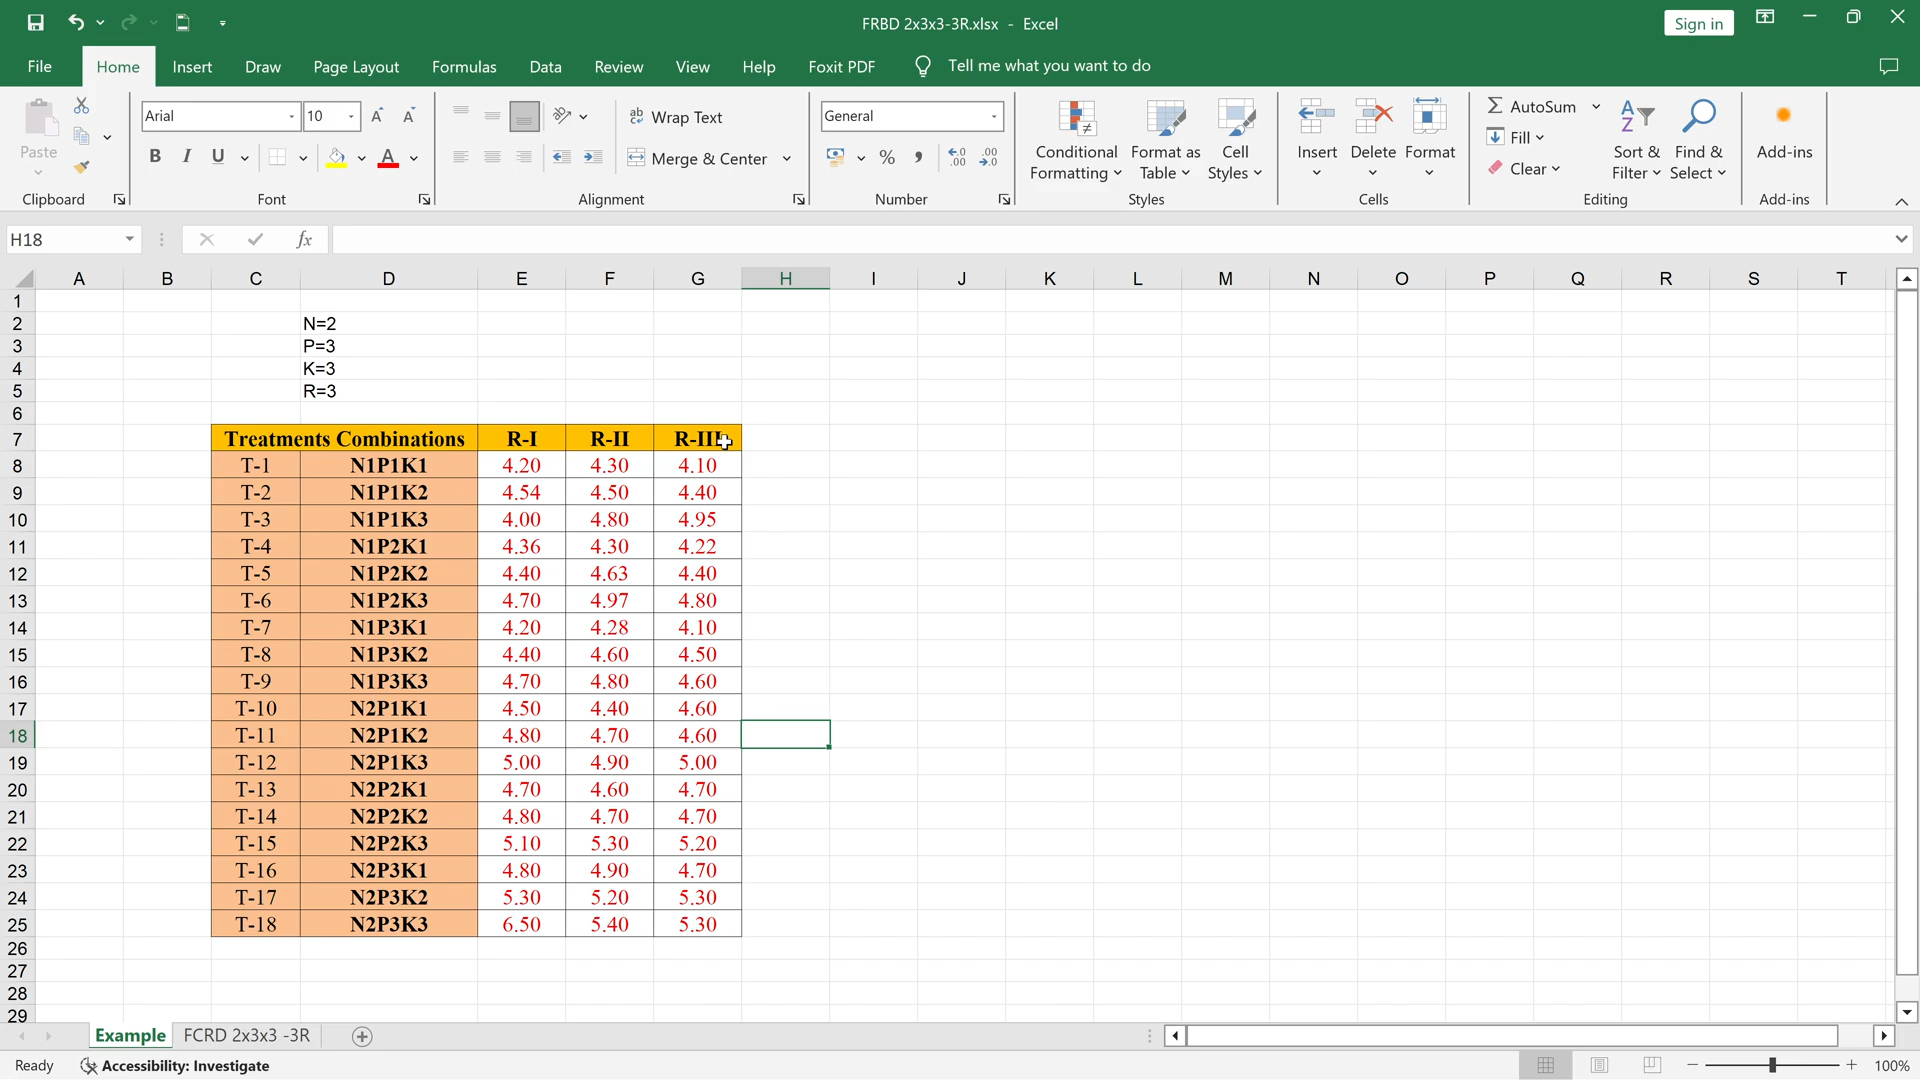 FRBD 2x3x3-3R.xlsx - Excel
Sign in
File Home Insert Draw Page Layout Formulas Data Review View Help Foxit PDF Tell me what you want to do
Paste
Clipboard
Arial 10
B I U A
Font
Wrap Text
Merge & Center
Alignment
General
% ,
Number
Conditional Formatting
Format as Table
Cell Styles
Styles
Insert
Delete
Format
Cells
AutoSum
Fill
Clear
Sort & Filter
Find & Select
Editing
Add-ins
Add-ins
H18 fx
A B C D E F G H I J K L M N O P Q R S T
1
2 N=2
3 P=3
4 K=3
5 R=3
6
7 Treatments Combinations R-I R-II R-III
8 T-1 N1P1K1 4.20 4.30 4.10
9 T-2 N1P1K2 4.54 4.50 4.40
10 T-3 N1P1K3 4.00 4.80 4.95
11 T-4 N1P2K1 4.36 4.30 4.22
12 T-5 N1P2K2 4.40 4.63 4.40
13 T-6 N1P2K3 4.70 4.97 4.80
14 T-7 N1P3K1 4.20 4.28 4.10
15 T-8 N1P3K2 4.40 4.60 4.50
16 T-9 N1P3K3 4.70 4.80 4.60
17 T-10 N2P1K1 4.50 4.40 4.60
18 T-11 N2P1K2 4.80 4.70 4.60
19 T-12 N2P1K3 5.00 4.90 5.00
20 T-13 N2P2K1 4.70 4.60 4.70
21 T-14 N2P2K2 4.80 4.70 4.70
22 T-15 N2P2K3 5.10 5.30 5.20
23 T-16 N2P3K1 4.80 4.90 4.70
24 T-17 N2P3K2 5.30 5.20 5.30
25 T-18 N2P3K3 6.50 5.40 5.30
26
27
28
29
Example FCRD 2x3x3 -3R
Ready Accessibility: Investigate 100%